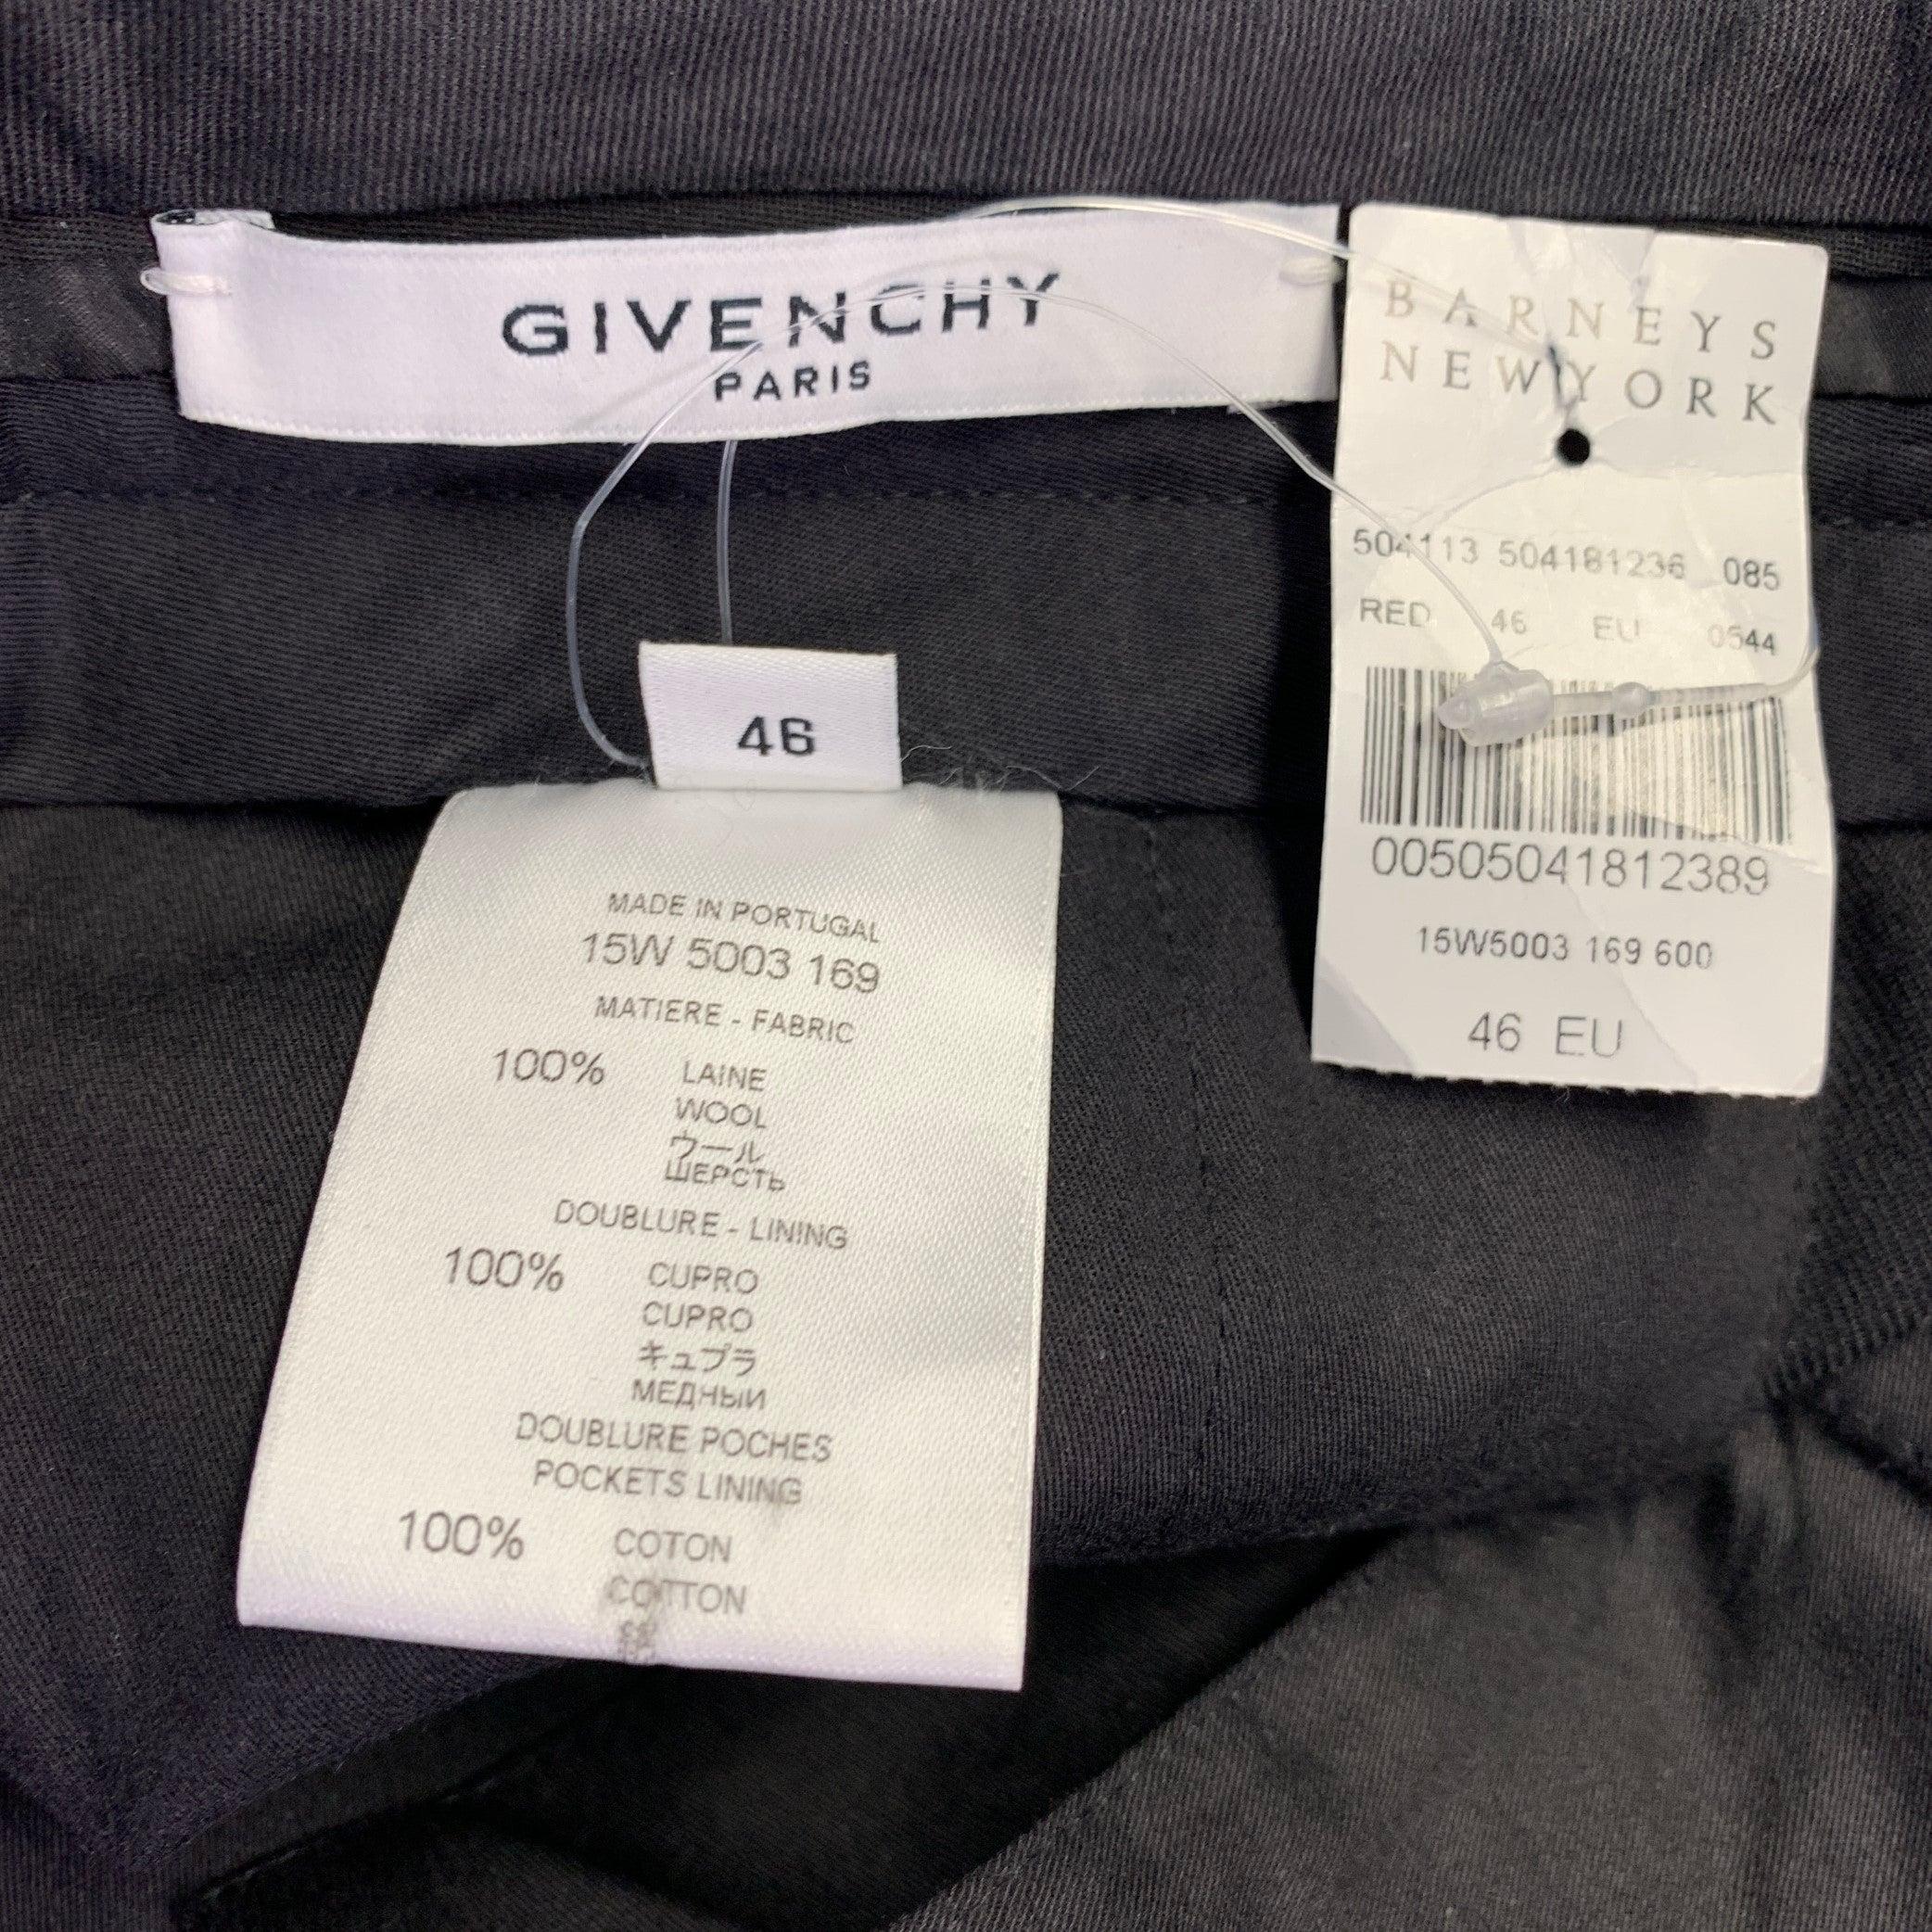 GIVENCHY
PARIS
46
MADE IN PORTUGAL
15W 5003 169
MATIERE - FABRIC
100% LAINE
WOOL
ウール
ШЕРСТЬ
DOUBLURE - LINING
100% CUPRO
CUPRO
キュプラ
МЕДНЫЙ
DOUBLURE POCHES
POCKETS LINING
100% COTON
COTTON
BARNEYS
NEW YORK
504113 504181236 085
RED 46 EU 0544
00505041812389
15W5003 169 600
46 EU